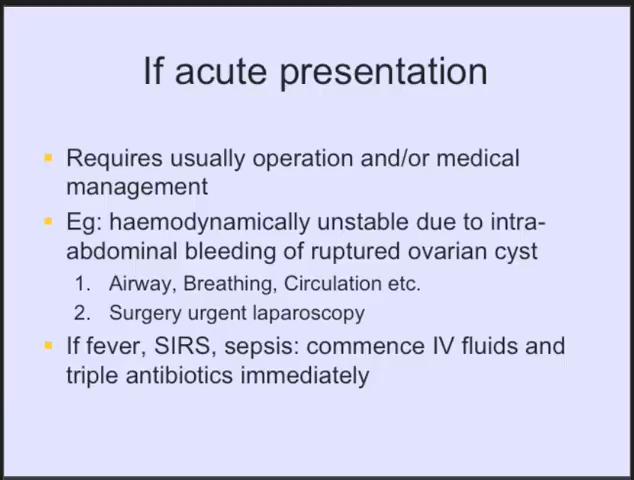 If acute presentation
Requires usually operation and/or medical
management
Eg: haemodynamically unstable due to intra-
abdominal bleeding of ruptured ovarian cyst
1. Airway, Breathing, Circulation etc.
2. Surgery urgent laparoscopy
If fever, SIRS, sepsis: commence IV fluids and
triple antibiotics immediately